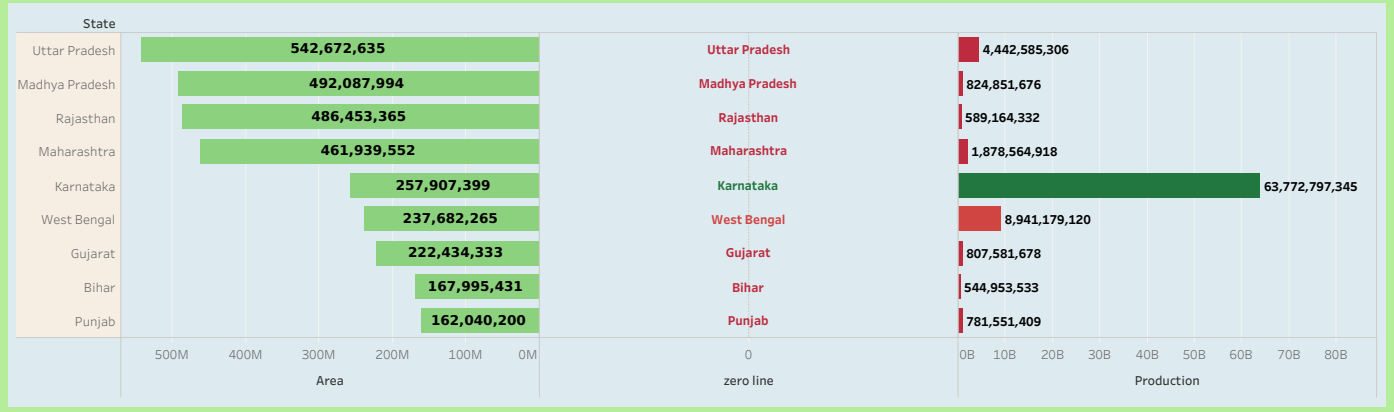 State
Uttar Pradesh 542,672,635 Uttar Pradesh 4,442,585,306
Madhya Pradesh 492,087,994 Madhya Pradesh 824,851,676
Rajasthan 486,453,365 Rajasthan 589,164,332
Maharashtra 461,939,552 Maharashtra 1,878,564,918
Karnataka 257,907,399 Karnataka 63,772,797,345
West Bengal 237,682,265 West Bengal 8,941,179,120
Gujarat 222,434,333 Gujarat 807,581,678
Bihar 167,995,431 Bihar 544,953,533
Punjab 162,040,200 Punjab 781,551,409
500M 400M 300M 200M 100M 0M 0 0B 10B 20B 30B 40B 50B 60B 70B 80B
Area zero line Production